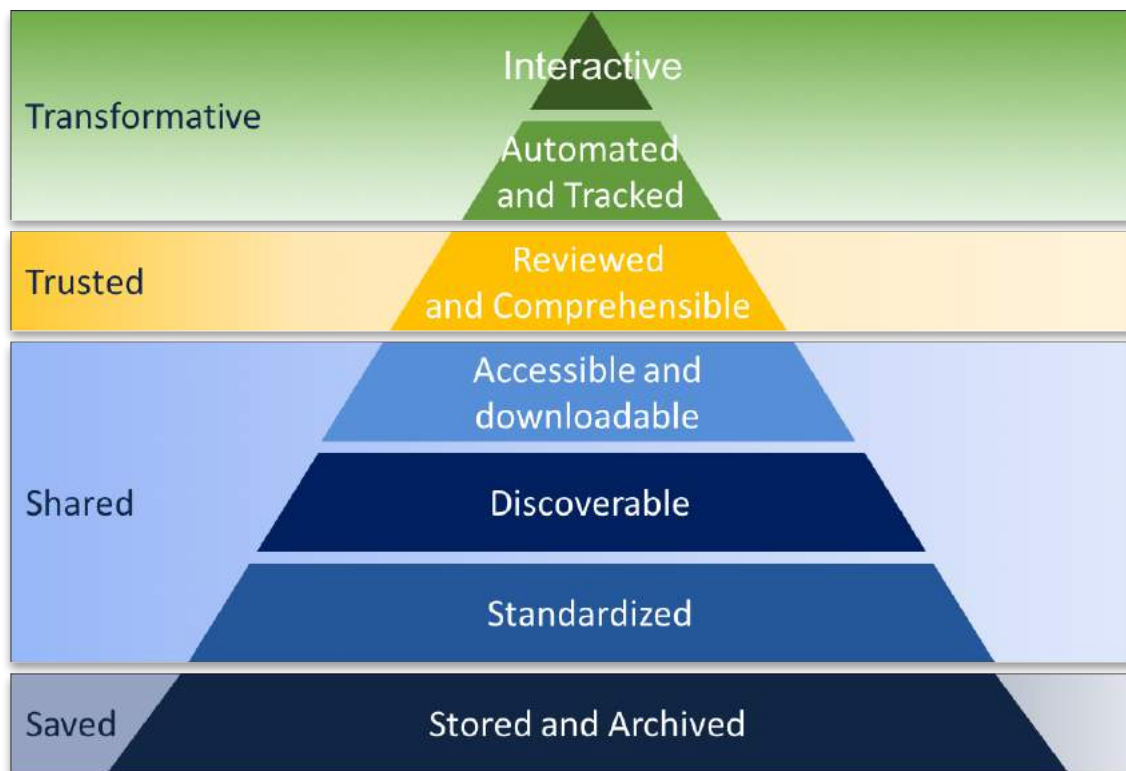 Interactive
Transformative
Automated
and Tracked
Trusted
Reviewed
and Comprehensible
Accessible and
downloadable
Shared
Discoverable
Standardized
Saved
Stored and Archived